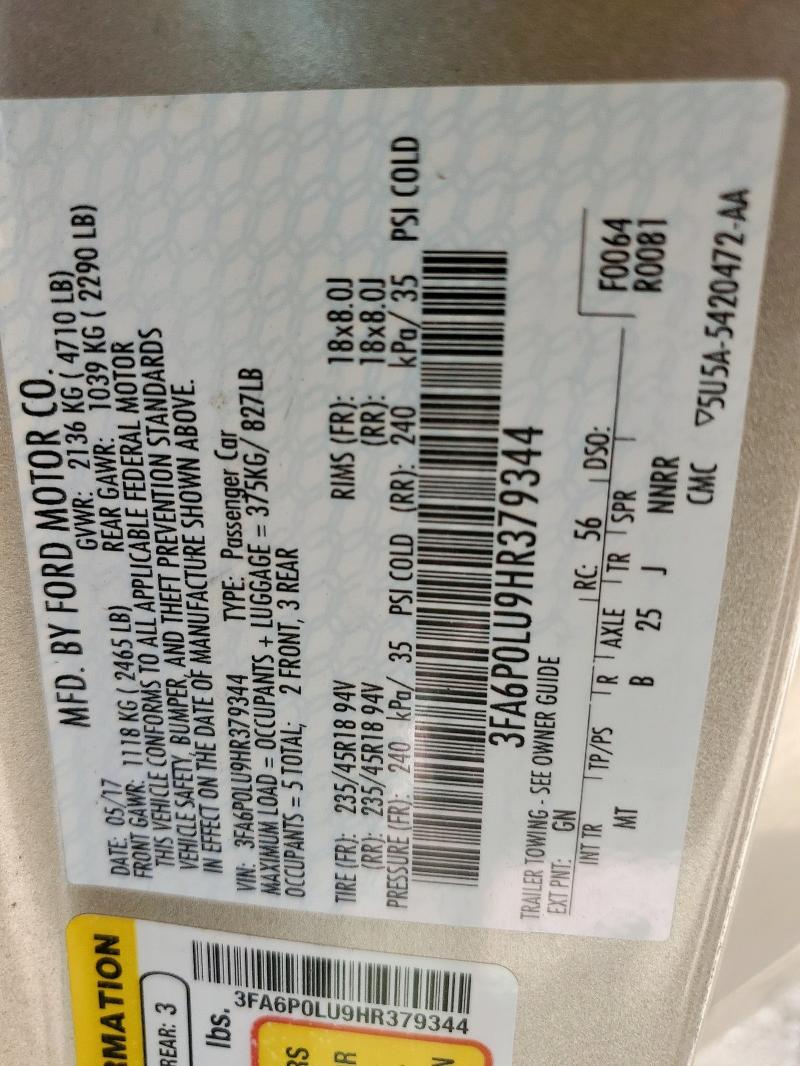 MFD. BY FORD MOTOR CO.
DATE: 05/17 GVWR: 2136 KG ( 4710 LB)
FRONT GAWR: 1118 KG ( 2465 LB) REAR GAWR: 1039 KG ( 2290 LB)
THIS VEHICLE CONFORMS TO ALL APPLICABLE FEDERAL MOTOR
VEHICLE SAFETY, BUMPER, AND THEFT PREVENTION STANDARDS
IN EFFECT ON THE DATE OF MANUFACTURE SHOWN ABOVE.
VIN: 3FA6P0LU9HR379344 TYPE: Passenger Car
MAXIMUM LOAD = OCCUPANTS + LUGGAGE = 375KG/ 827LB
OCCUPANTS = 5 TOTAL; 2 FRONT, 3 REAR
TIRE (FR): 235/45R18 94V RIMS (FR): 18x8.0J
(RR): 235/45R18 94V (RR): 18x8.0J
PRESSURE (FR): 240 kPa/ 35 PSI COLD (RR): 240 kPa/ 35 PSI COLD
3FA6P0LU9HR379344
TRAILER TOWING - SEE OWNER GUIDE
EXT PNT: GN RC: 56 DSO:
F0064
R0081
INT TR TP/PS R AXLE TR SPR
MT B 25 J NNRR
CMC ▽5U5A-5420472-AA
RMATION
REAR: 3
lbs.
3FA6P0LU9HR379344
RS
R
N